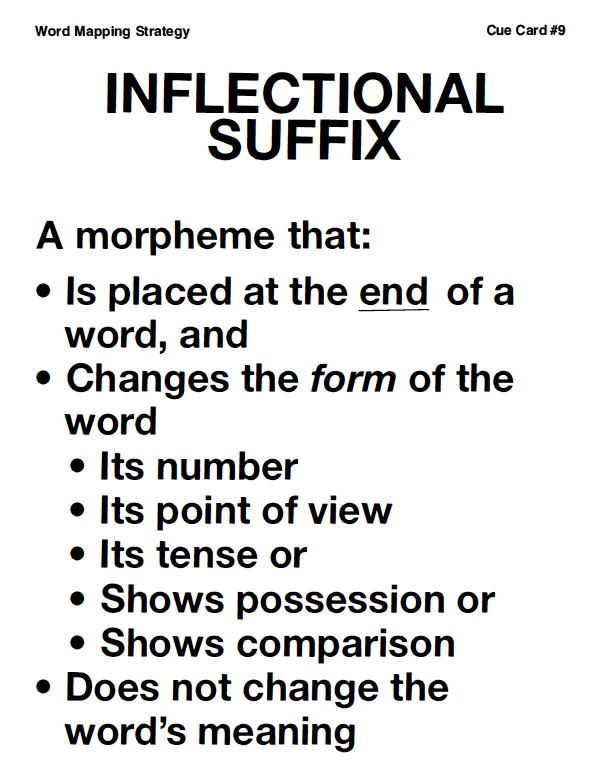 Word Mapping Strategy
Cue Card #9
INFLECTIONAL
SUFFIX
A morpheme that:
• Is placed at the end of a
word, and
• Changes the form of the
word
• Its number
• Its point of view
• Its tense or
• Shows possession or
• Shows comparison
• Does not change the
word's meaning